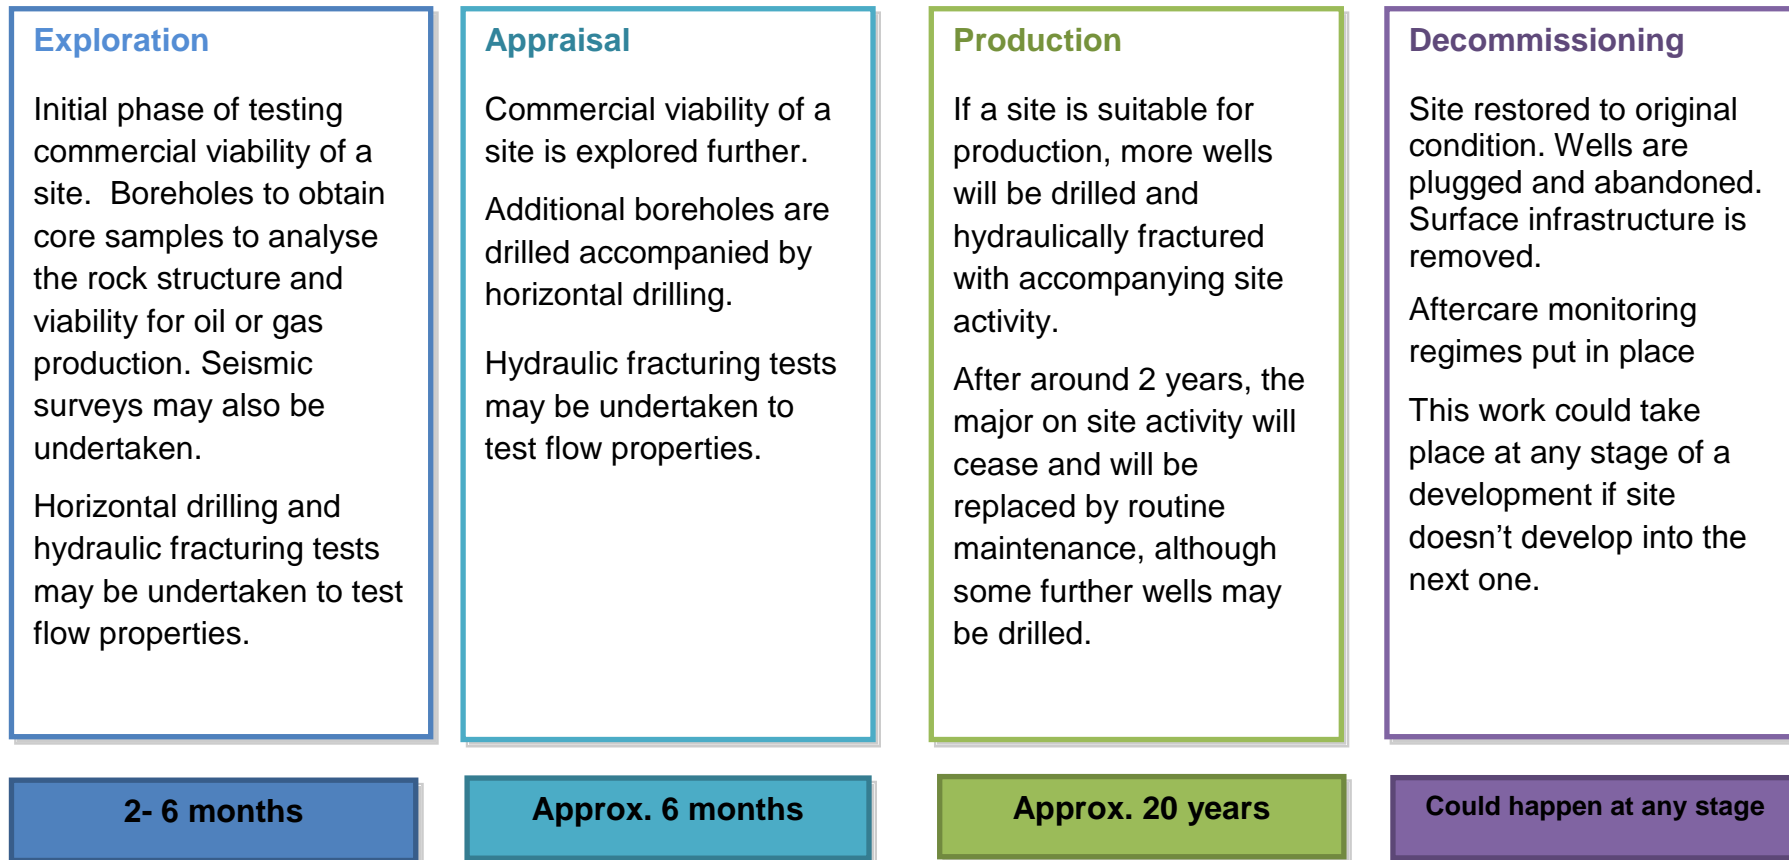 Exploration
Initial phase of testing
commercial viability of a
site.  Boreholes to obtain
core samples to analyse
the rock structure and
viability for oil or gas
production. Seismic
surveys may also be
undertaken.
Horizontal drilling and
hydraulic fracturing tests
may be undertaken to test
flow properties.
2- 6 months
Appraisal
Commercial viability of a
site is explored further.
Additional boreholes are
drilled accompanied by
horizontal drilling.
Hydraulic fracturing tests
may be undertaken to
test flow properties.
Approx. 6 months
Production
If a site is suitable for
production, more wells
will be drilled and
hydraulically fractured
with accompanying site
activity.
After around 2 years, the
major on site activity will
cease and will be
replaced by routine
maintenance, although
some further wells may
be drilled.
Approx. 20 years
Decommissioning
Site restored to original
condition. Wells are
plugged and abandoned.
Surface infrastructure is
removed.
Aftercare monitoring
regimes put in place
This work could take
place at any stage of a
development if site
doesn’t develop into the
next one.
Could happen at any stage